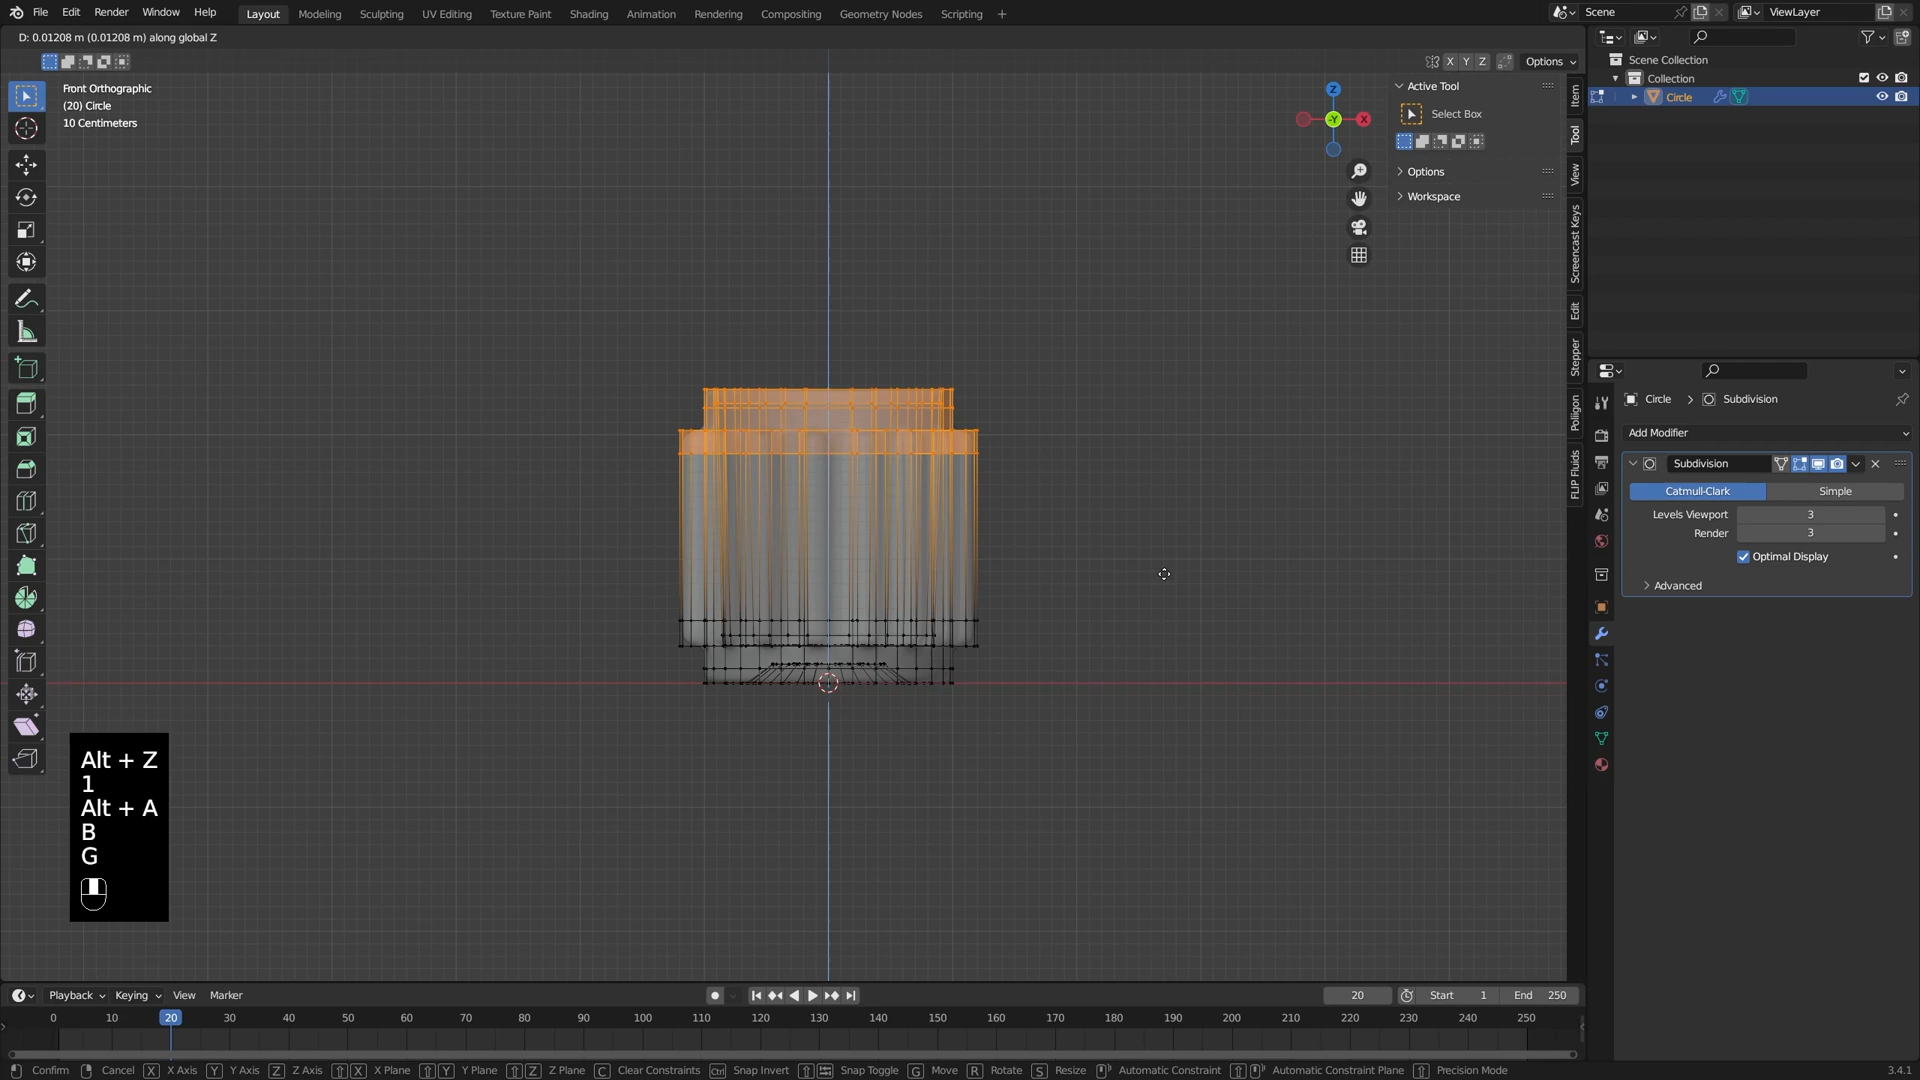 File Edit Render Window Help Layout Modeling Sculpting UV Editing Texture Paint Shading Animation Rendering Compositing Geometry Nodes Scripting Scene ViewLayer
D: 0.01208 m (0.01208 m) along global Z
X Y Z Options
Front Orthographic
(20) Circle
10 Centimeters
Z
-Y
X
Active Tool
Select Box
Options
Workspace
Item
Tool
View
Screencast Keys
Edit
Stepper
Poliigon
FLIP Fluids
Scene Collection
Collection
Circle
Circle Subdivision
Add Modifier
Subdivision
Catmull-Clark Simple
Levels Viewport 3
Render 3
Optimal Display
Advanced
Alt + Z
1
Alt + A
B
G
Playback Keying View Marker 20 Start 1 End 250
0 10 20 30 40 50 60 70 80 90 100 110 120 130 140 150 160 170 180 190 200 210 220 230 240 250
Confirm Cancel X X Axis Y Y Axis Z Z Axis X X Plane Y Y Plane Z Z Plane C Clear Constraints Ctrl Snap Invert Snap Toggle G Move R Rotate S Resize Automatic Constraint Automatic Constraint Plane Precision Mode 3.4.1